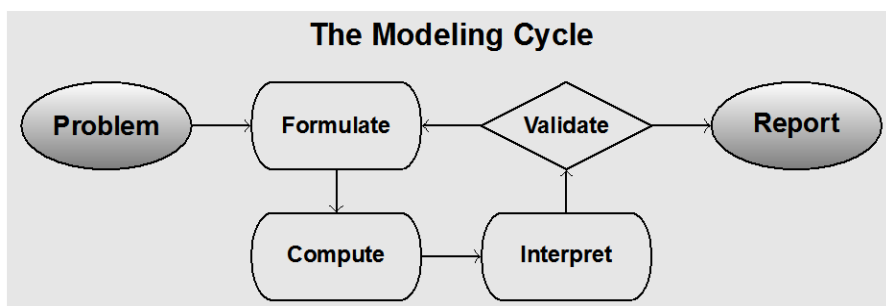 The Modeling Cycle
Problem
Formulate
Validate
Report
Compute
Interpret